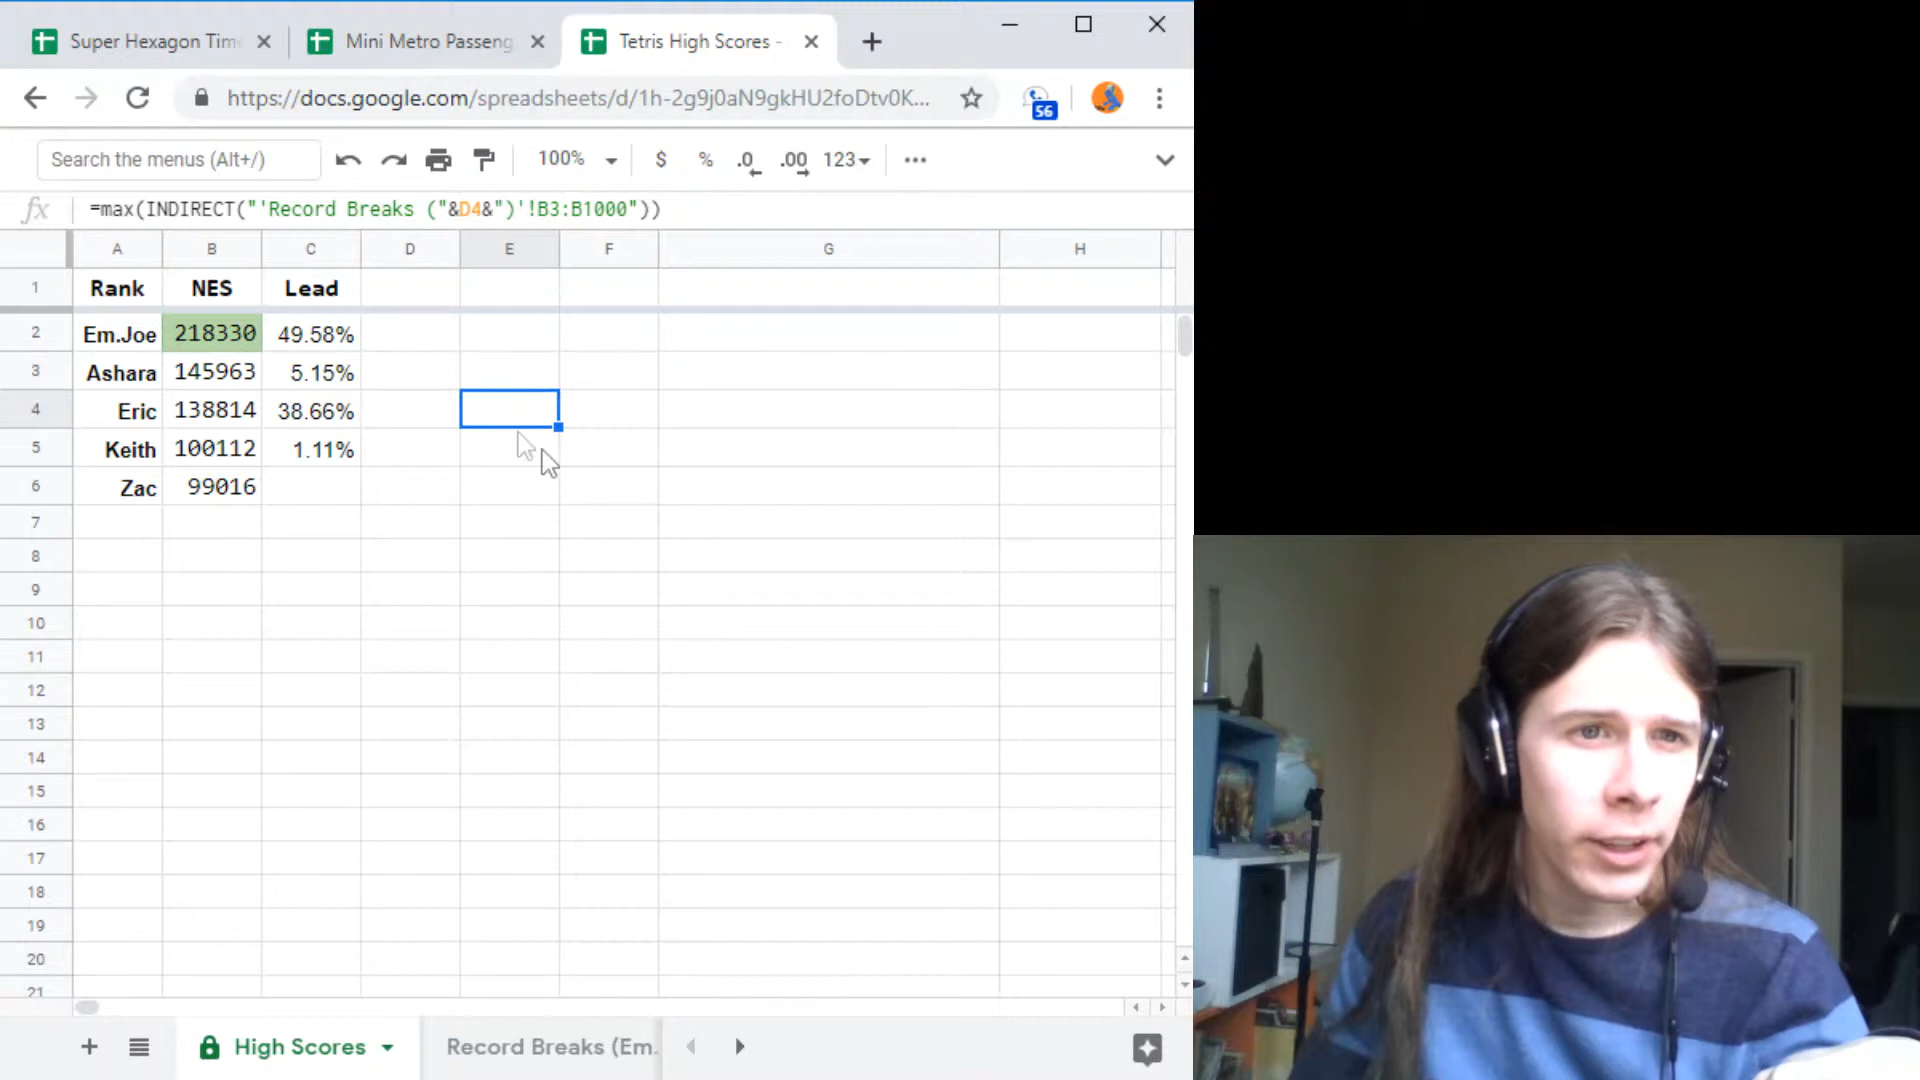 Super Hexagon Tim
Mini Metro Passeng
Tetris High Scores -
https://docs.google.com/spreadsheets/d/1h-2g9j0aN9gkHU2foDtv0K...
56
Search the menus (Alt+/)
100%
$ % .0 .00 123
fx =max(INDIRECT("'Record Breaks ("&D4&")'!B3:B1000"))
A B C D E F G H
1 Rank NES Lead
2 Em.Joe 218330 49.58%
3 Ashara 145963 5.15%
4 Eric 138814 38.66%
5 Keith 100112 1.11%
6 Zac 99016
7
8
9
10
11
12
13
14
15
16
17
18
19
20
21
High Scores
Record Breaks (Em.